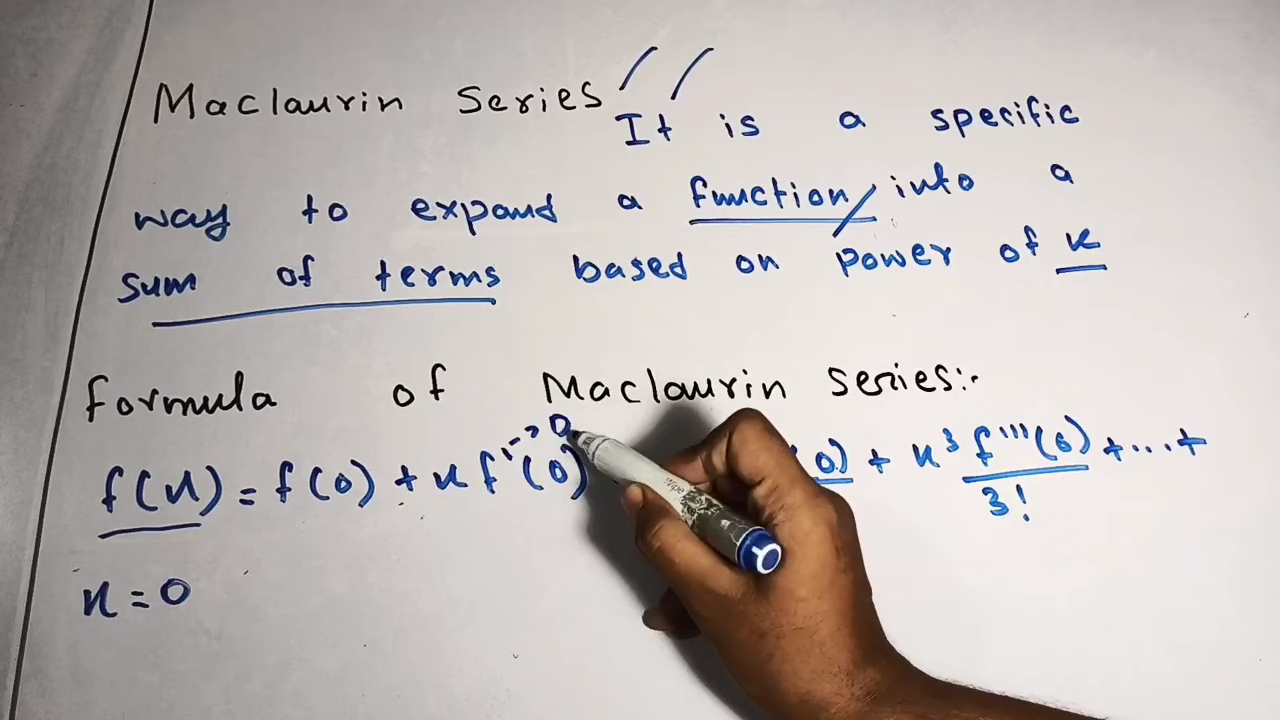 Maclaurin Series
It is a specific
way to expand a function into a
sum of terms based on power of x
formula of Maclaurin series:-
f(x) = f(0) + x f'(0) (0) + x³ f'''(0) + ... +
3!
x = 0